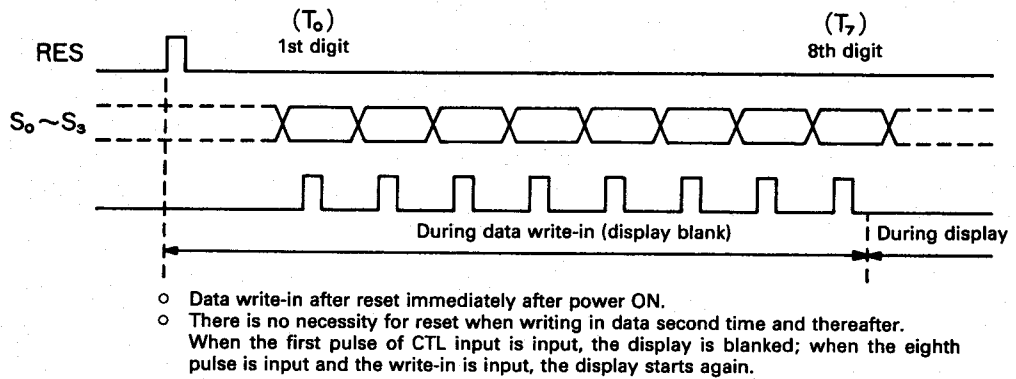 (T₀) (T₇)
1st digit 8th digit
RES
S₀~S₃
During data write-in (display blank) During display
○ Data write-in after reset immediately after power ON.
○ There is no necessity for reset when writing in data second time and thereafter.
When the first pulse of CTL input is input, the display is blanked; when the eighth
pulse is input and the write-in is input, the display starts again.